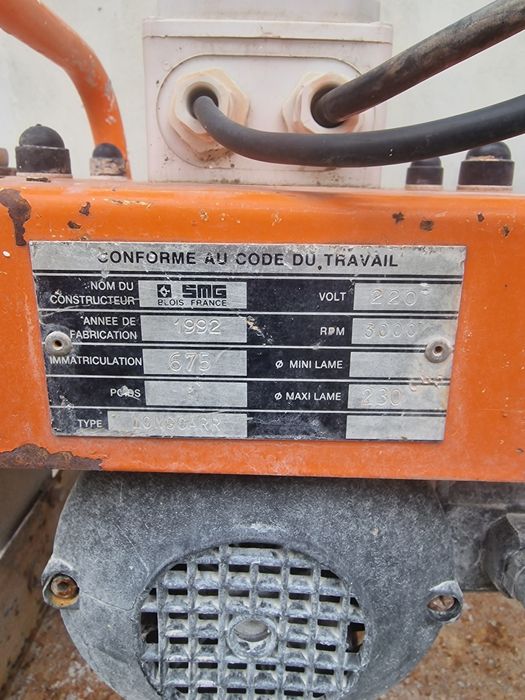 CONFORME AU CODE DU TRAVAIL
NOM DU CONSTRUCTEUR SMG BLOIS FRANCE VOLT 220
ANNEE DE FABRICATION 1992 RPM 3000
IMMATRICULATION 675 Ø MINI LAME
POIDS Ø MAXI LAME 230
TYPE